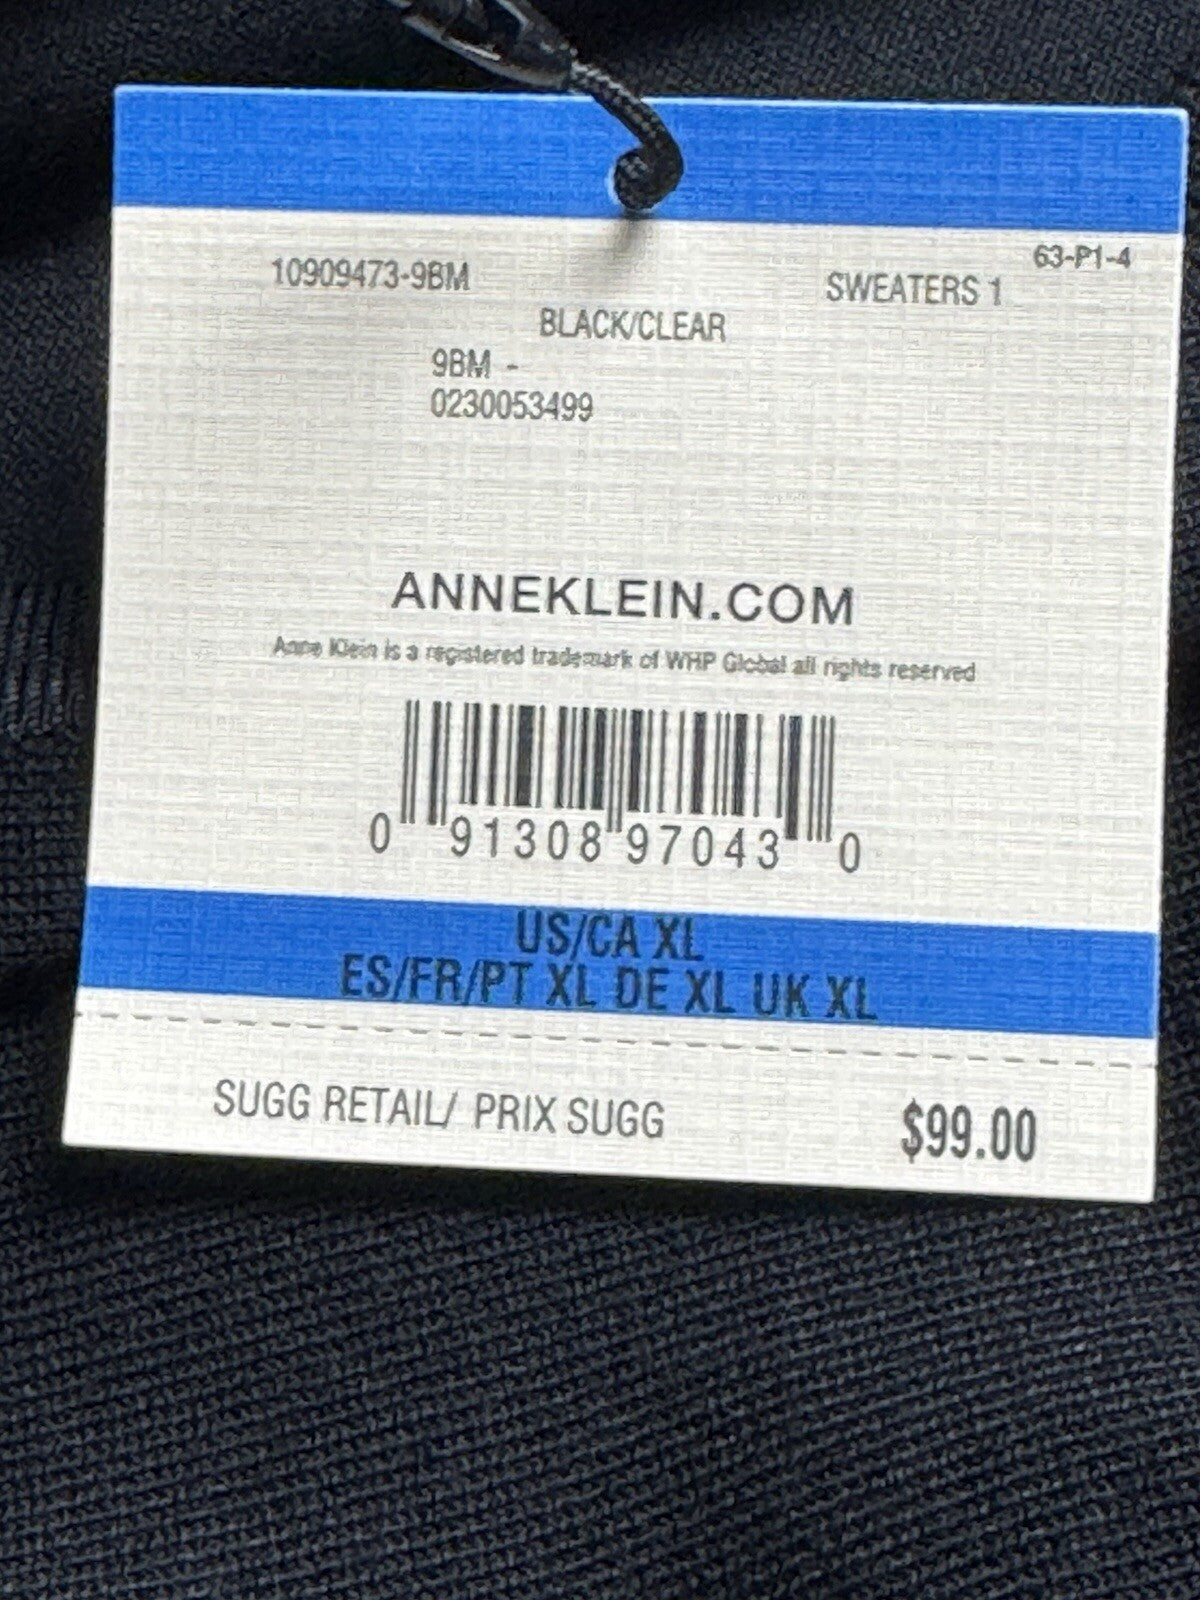 63-P1-4
10909473-9BM
SWEATERS 1
BLACK/CLEAR
9BM -
0230053499
ANNEKLEIN.COM
Anne Klein is a registered trademark of WHP Global all rights reserved
0 91308 97043 0
US/CA XL
ES/FR/PT XL DE XL UK XL
SUGG RETAIL/ PRIX SUGG $99.00